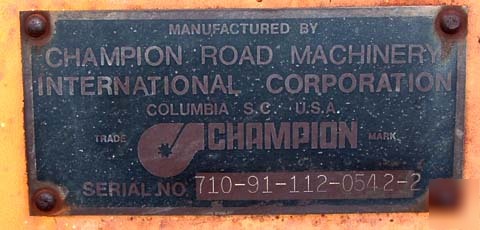 MANUFACTURED BY
CHAMPION ROAD MACHINERY
INTERNATIONAL CORPORATION
COLUMBIA S.C U.S.A.
TRADE CHAMPION MARK
SERIAL NO 710-91-112-0542-2